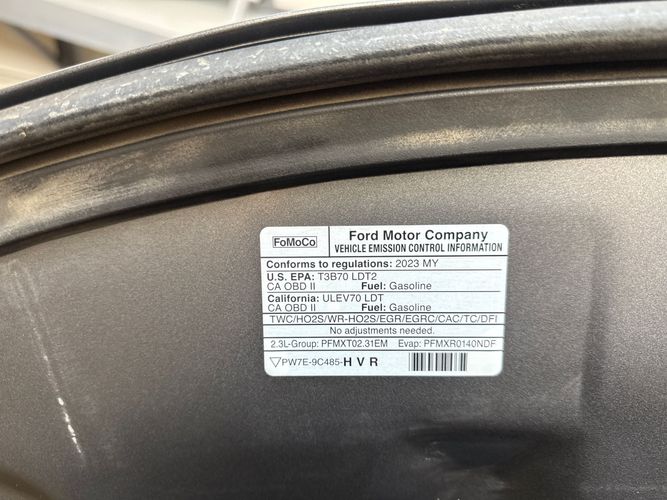 FoMoCo
Ford Motor Company
VEHICLE EMISSION CONTROL INFORMATION
Conforms to regulations: 2023 MY
U.S. EPA: T3B70 LDT2
CA OBD II Fuel: Gasoline
California: ULEV70 LDT
CA OBD II Fuel: Gasoline
TWC/HO2S/WR-HO2S/EGR/EGRC/CAC/TC/DFI
No adjustments needed.
2.3L-Group: PFMXT02.31EM Evap: PFMXR0140NDF
PW7E-9C485-H V R